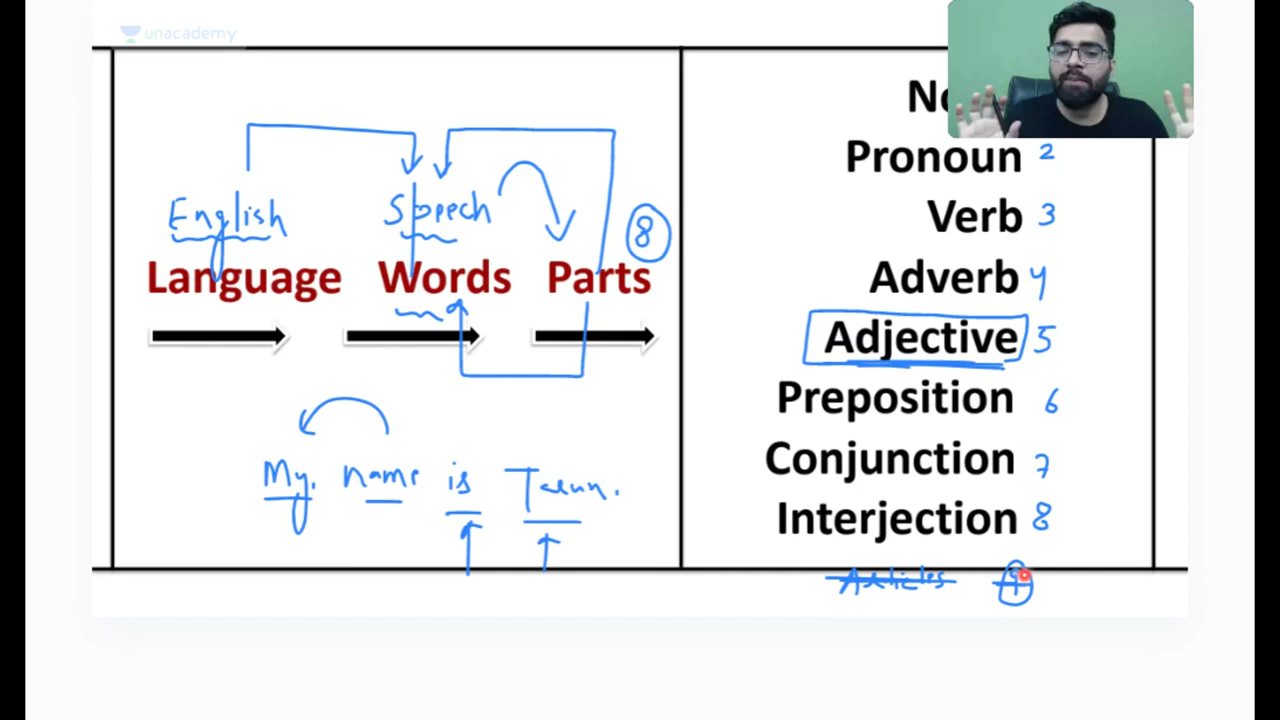 unacademy
English Speech 8
Language Words Parts
My. name is Tarun.
No
Pronoun 2
Verb 3
Adverb 4
Adjective 5
Preposition 6
Conjunction 7
Interjection 8
Articles 9